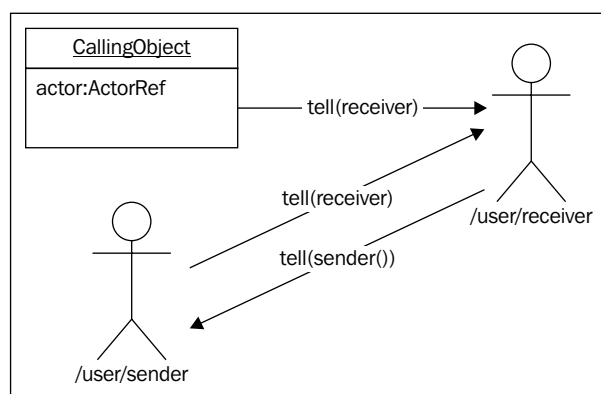 CallingObject
actor:ActorRef
tell(receiver)
/user/receiver
tell(receiver)
tell(sender())
/user/sender